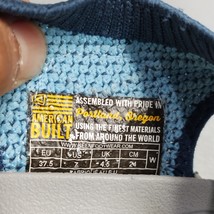 AMERICAN
BUILT
ASSEMBLED WITH PRIDE IN
Portland, Oregon
USING THE FINEST MATERIALS
FROM AROUND THE WORLD
EU US UK CM
37.5 4.5 24 W